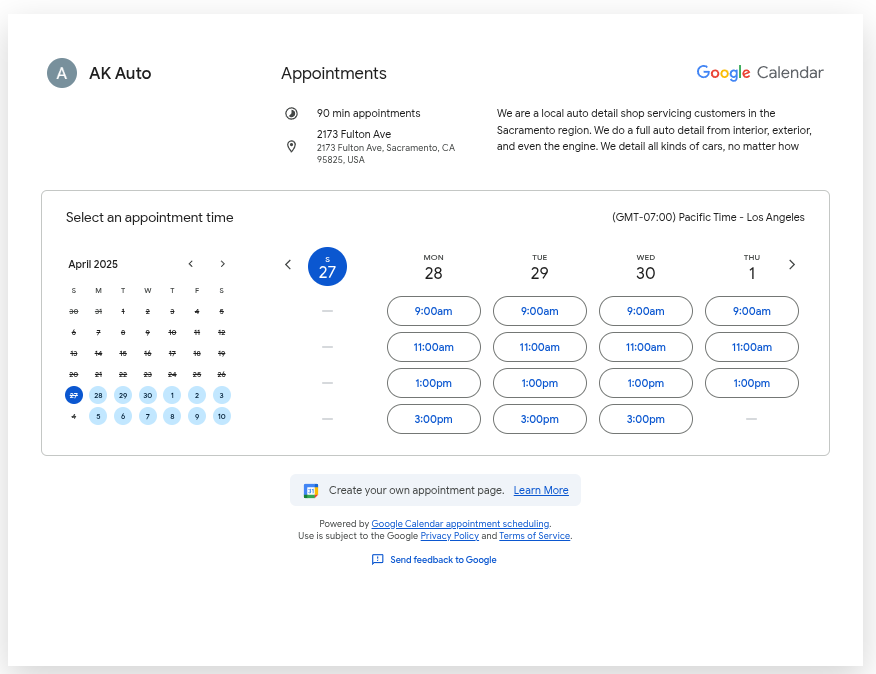 A AK Auto
Appointments
Google Calendar
90 min appointments
2173 Fulton Ave
2173 Fulton Ave, Sacramento, CA
95825, USA
We are a local auto detail shop servicing customers in the
Sacramento region. We do a full auto detail from interior, exterior,
and even the engine. We detail all kinds of cars, no matter how
Select an appointment time
(GMT-07:00) Pacific Time - Los Angeles
April 2025
S M T W T F S
30 31 1 2 3 4 5
6 7 8 9 10 11 12
13 14 15 16 17 18 19
20 21 22 23 24 25 26
27 28 29 30 1 2 3
4 5 6 7 8 9 10
S MON TUE WED THU
27 28 29 30 1
— 9:00am 9:00am 9:00am 9:00am
— 11:00am 11:00am 11:00am 11:00am
— 1:00pm 1:00pm 1:00pm 1:00pm
— 3:00pm 3:00pm 3:00pm —
31 Create your own appointment page. Learn More
Powered by Google Calendar appointment scheduling.
Use is subject to the Google Privacy Policy and Terms of Service.
Send feedback to Google